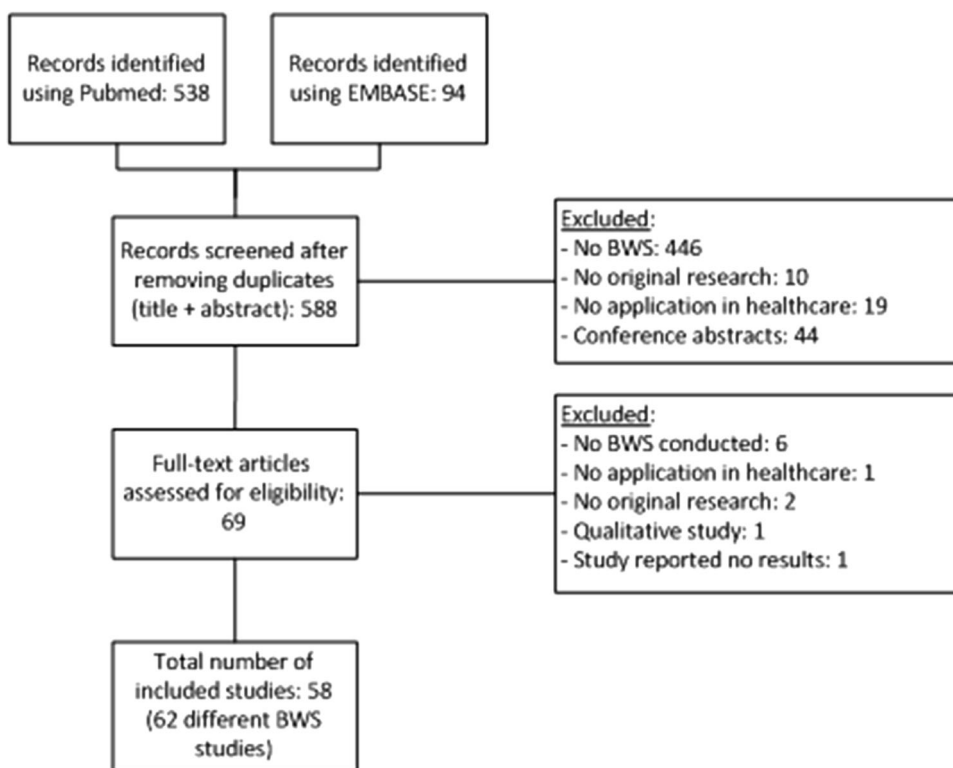 Records identified
using Pubmed: 538
Records identified
using EMBASE: 94
Records screened after
removing duplicates
(title + abstract): 588
Excluded:
- No BWS: 446
- No original research: 10
- No application in healthcare: 19
- Conference abstracts: 44
Full-text articles
assessed for eligibility:
69
Excluded:
- No BWS conducted: 6
- No application in healthcare: 1
- No original research: 2
- Qualitative study: 1
- Study reported no results: 1
Total number of
included studies: 58
(62 different BWS
studies)